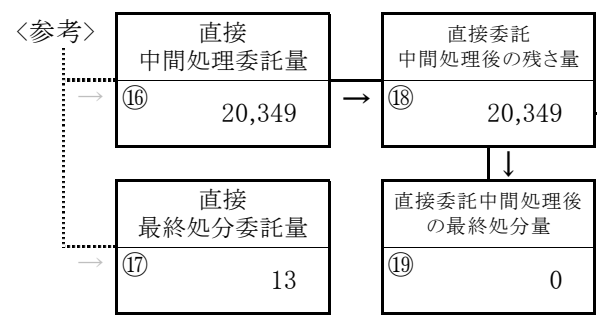 〈参考〉
直接
中間処理委託量
→
⑯
20,349
→
直接委託
中間処理後の残さ量
⑱
20,349
↓
直接
最終処分委託量
→
⑰
13
直接委託中間処理後
の最終処分量
⑲
0